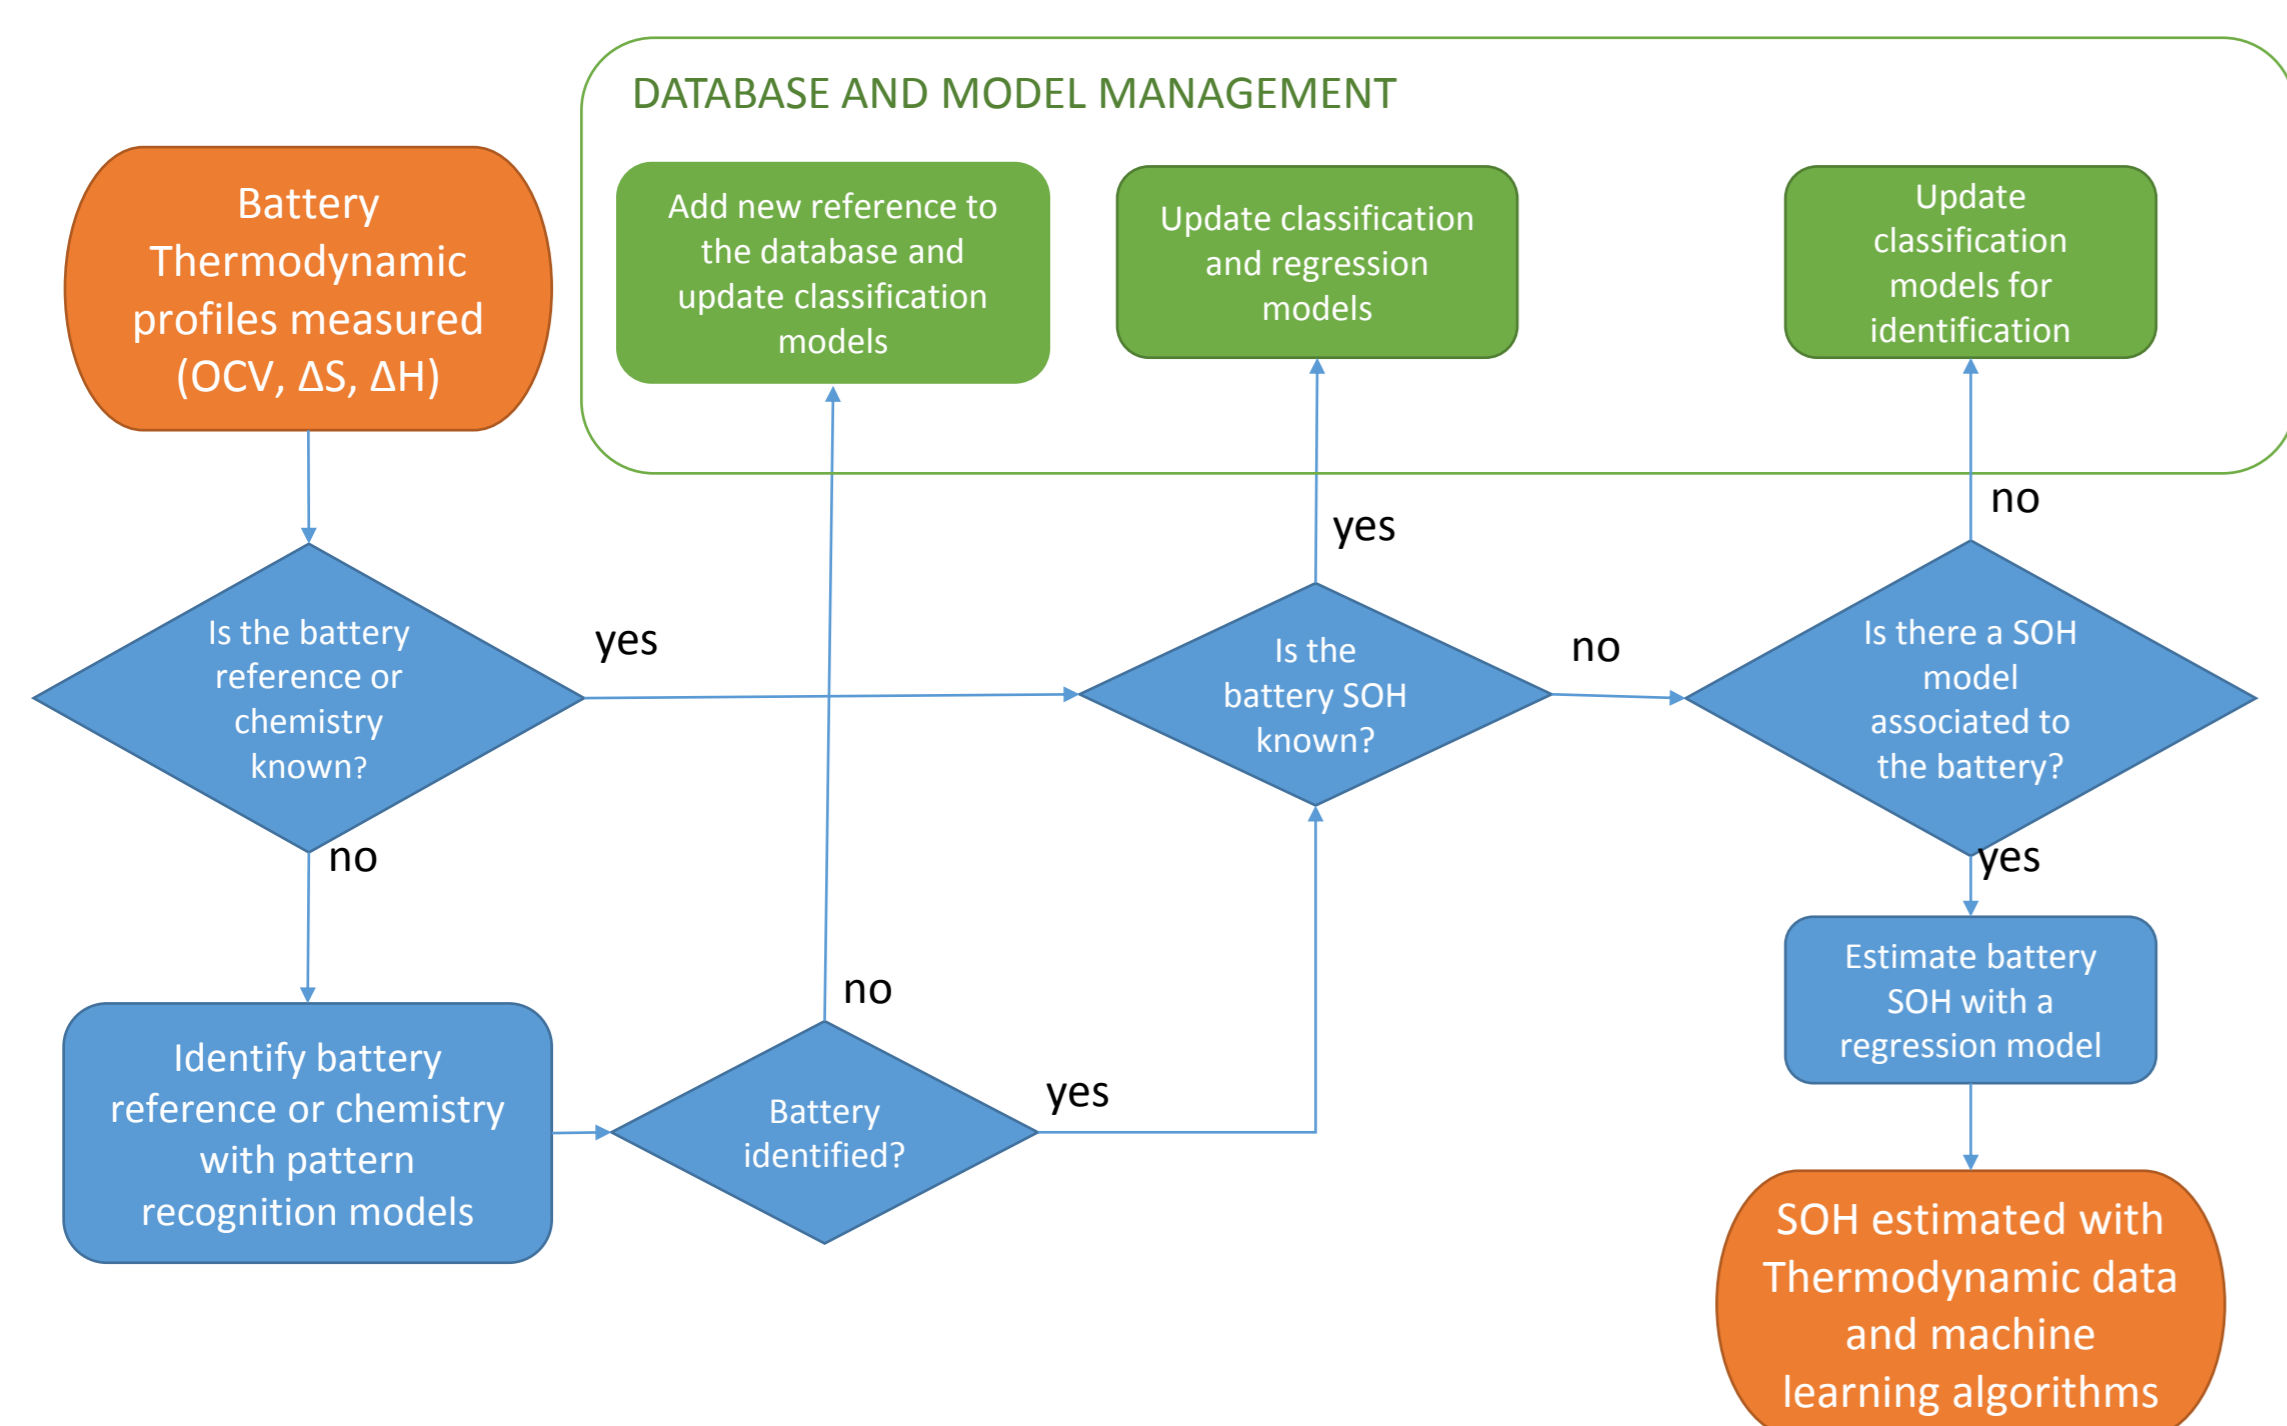 DATABASE AND MODEL MANAGEMENT
Battery
Thermodynamic
profiles measured
(OCV, ΔS, ΔH)
Add new reference to
the database and
update classification
models
Update classification
and regression
models
Update
classification
models for
identification
no
yes
Is the battery
reference or
chemistry
known?
yes
Is the
battery SOH
known?
no
Is there a SOH
model
associated to
the battery?
no
yes
Identify battery
reference or chemistry
with pattern
recognition models
no
Battery
identified?
yes
Estimate battery
SOH with a
regression model
SOH estimated with
Thermodynamic data
and machine
learning algorithms